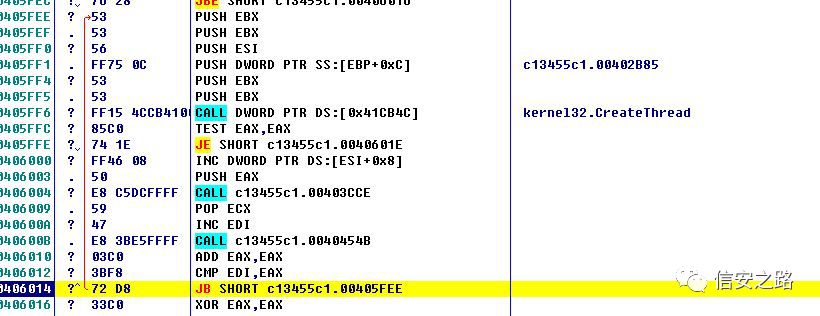 0405FEC ?⌄ 76 28 JBE SHORT c13455c1.00406016
0405FEE ? 53 PUSH EBX
0405FEF . 53 PUSH EBX
0405FF0 ? 56 PUSH ESI
0405FF1 . FF75 0C PUSH DWORD PTR SS:[EBP+0xC] c13455c1.00402B85
0405FF4 ? 53 PUSH EBX
0405FF5 . 53 PUSH EBX
0405FF6 ? FF15 4CCB4100 CALL DWORD PTR DS:[0x41CB4C] kernel32.CreateThread
0405FFC ? 85C0 TEST EAX,EAX
0405FFE ?⌄ 74 1E JE SHORT c13455c1.0040601E
0406000 ? FF46 08 INC DWORD PTR DS:[ESI+0x8]
0406003 . 50 PUSH EAX
0406004 ? E8 C5DCFFFF CALL c13455c1.00403CCE
0406009 . 59 POP ECX
040600A ? 47 INC EDI
040600B . E8 3BE5FFFF CALL c13455c1.0040454B
0406010 ? 03C0 ADD EAX,EAX
0406012 ? 3BF8 CMP EDI,EAX
0406014 ?^ 72 D8 JB SHORT c13455c1.00405FEE
0406016 ? 33C0 XOR EAX,EAX
信安之路